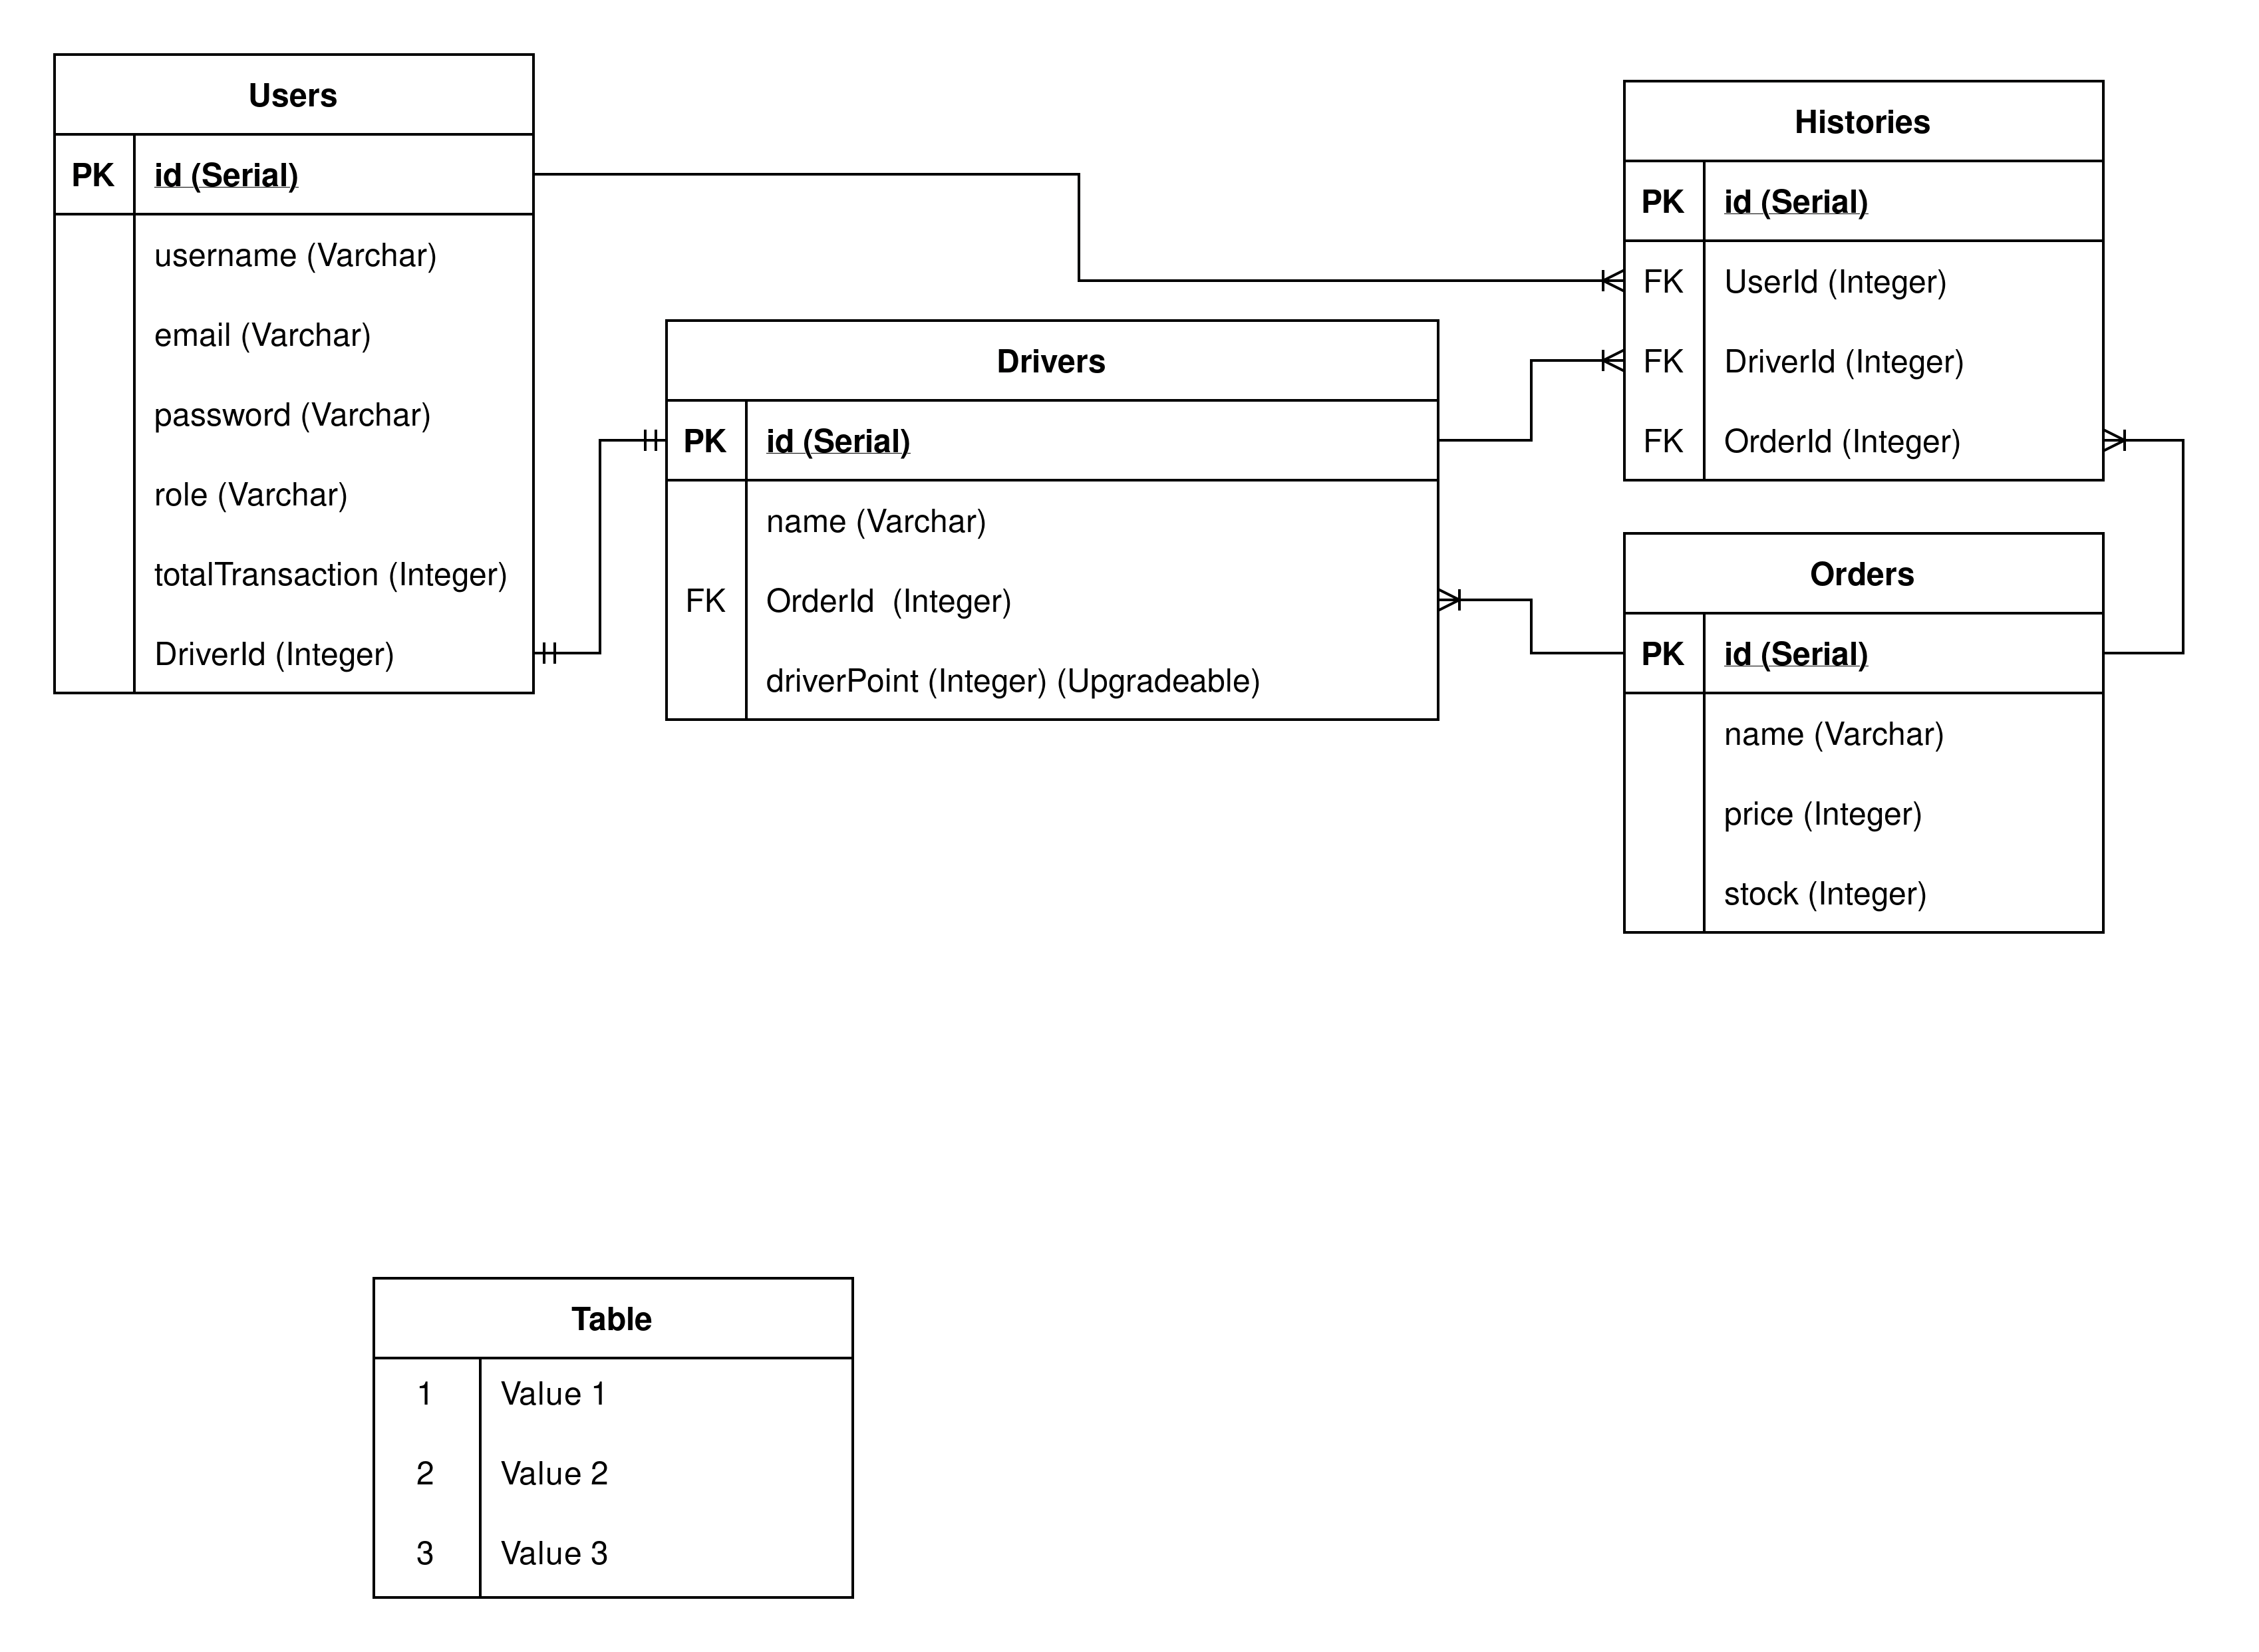 Users
PK id (Serial)
username (Varchar)
email (Varchar)
password (Varchar)
role (Varchar)
totalTransaction (Integer)
DriverId (Integer)
Drivers
PK id (Serial)
name (Varchar)
FK OrderId (Integer)
driverPoint (Integer) (Upgradeable)
Histories
PK id (Serial)
FK UserId (Integer)
FK DriverId (Integer)
FK OrderId (Integer)
Orders
PK id (Serial)
name (Varchar)
price (Integer)
stock (Integer)
Table
1 Value 1
2 Value 2
3 Value 3